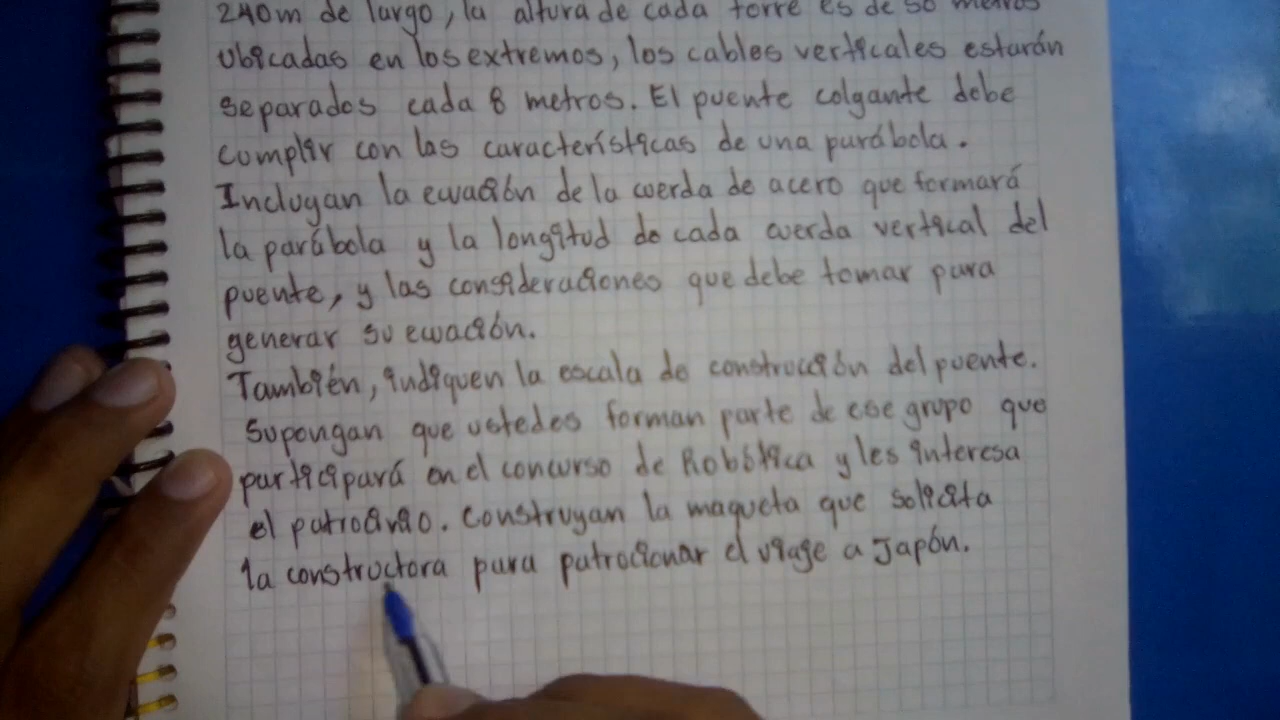 240m de largo, la altura de cada torre es de 50 metros
ubicadas en los extremos, los cables verticales estarán
separados cada 8 metros. El puente colgante debe
cumplir con las características de una parábola.
Incluyan la ecuación de la cuerda de acero que formará
la parábola y la longitud de cada cuerda vertical del
puente, y las consideraciones que debe tomar para
generar su ecuación.
También, indiquen la escala de construcción del puente.
Supongan que ustedes forman parte de ese grupo que
participará en el concurso de Robótica y les interesa
el patrocinio. Construyan la maqueta que solicita
la constructora para patrocionar el viaje a Japón.